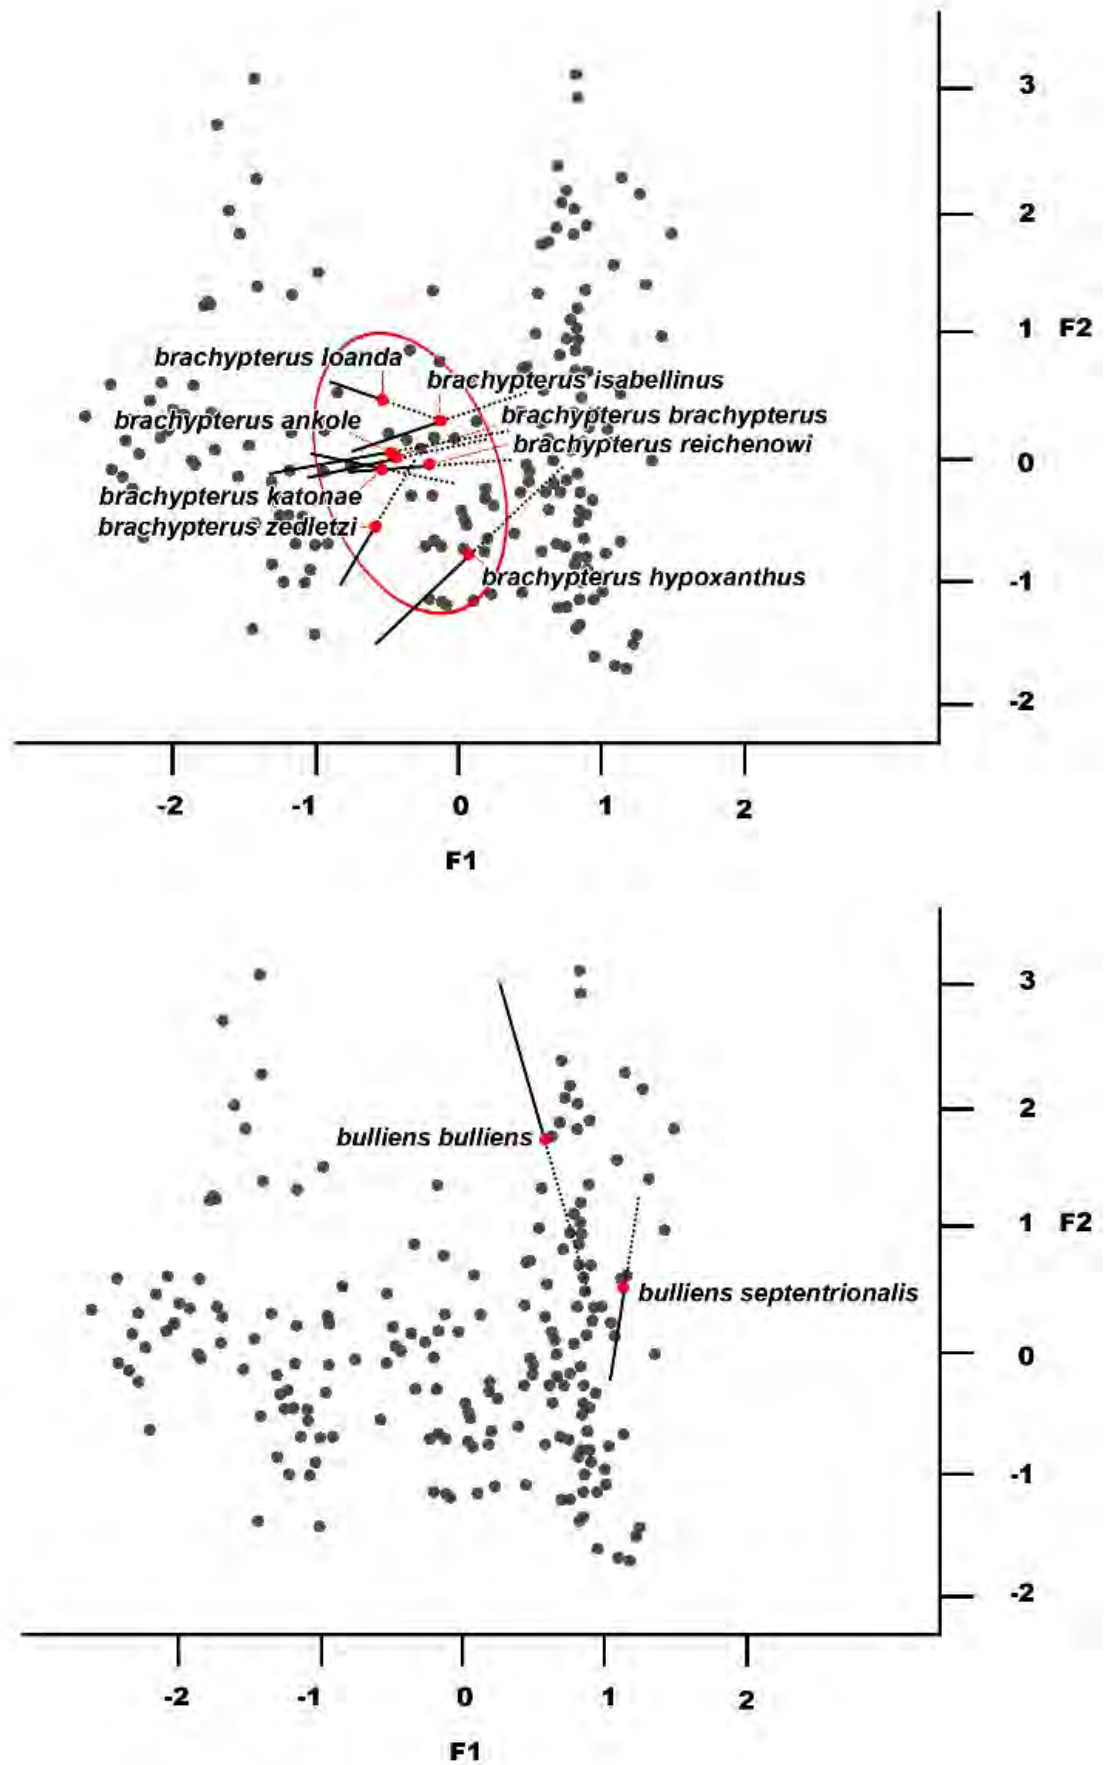 3
2
1 F2
brachypterus loanda
brachypterus isabellinus
brachypterus ankole
brachypterus brachypterus
brachypterus reichenowi
0
brachypterus katonae
brachypterus zedletzi
brachypterus hypoxanthus
-1
-2
-2 -1 0 1 2
F1
3
2
bulliens bulliens
1 F2
bulliens septentrionalis
0
-1
-2
-2 -1 0 1 2
F1